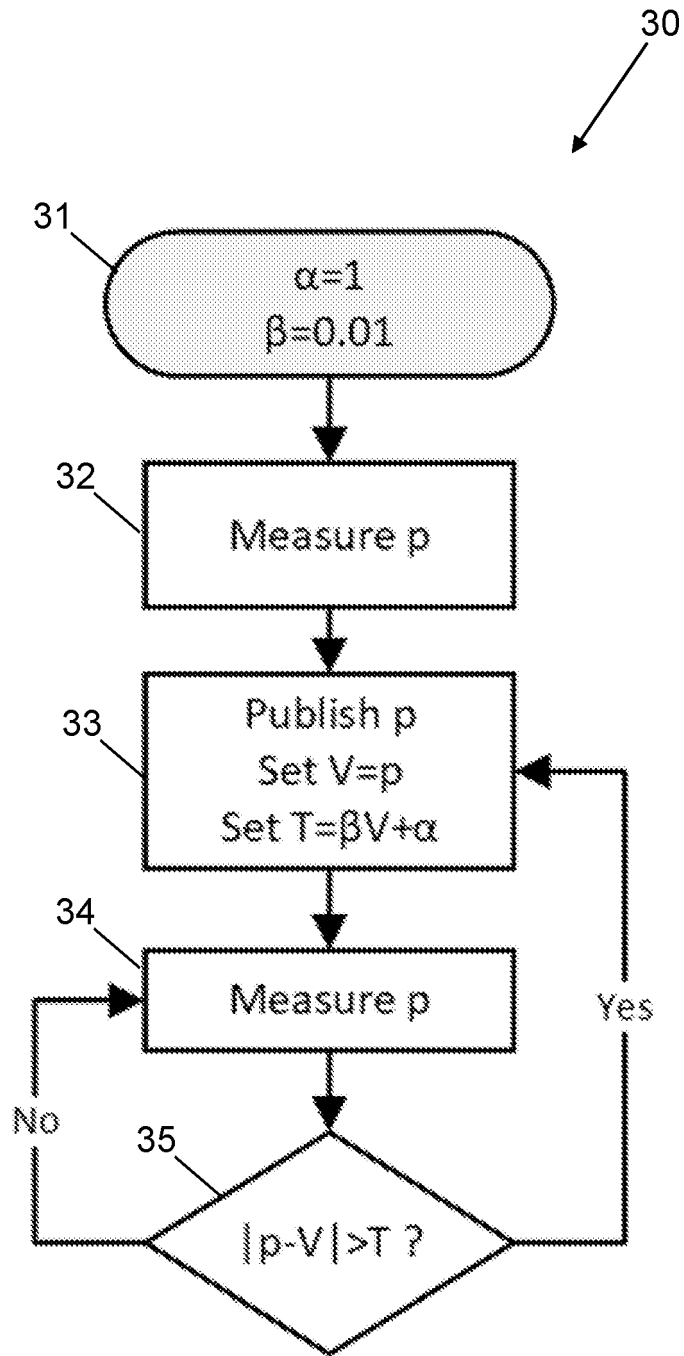 30
31
α=1
β=0.01
32
Measure p
33
Publish p
Set V=p
Set T=βV+α
34
Measure p
Yes
No
35
|p-V|>T ?